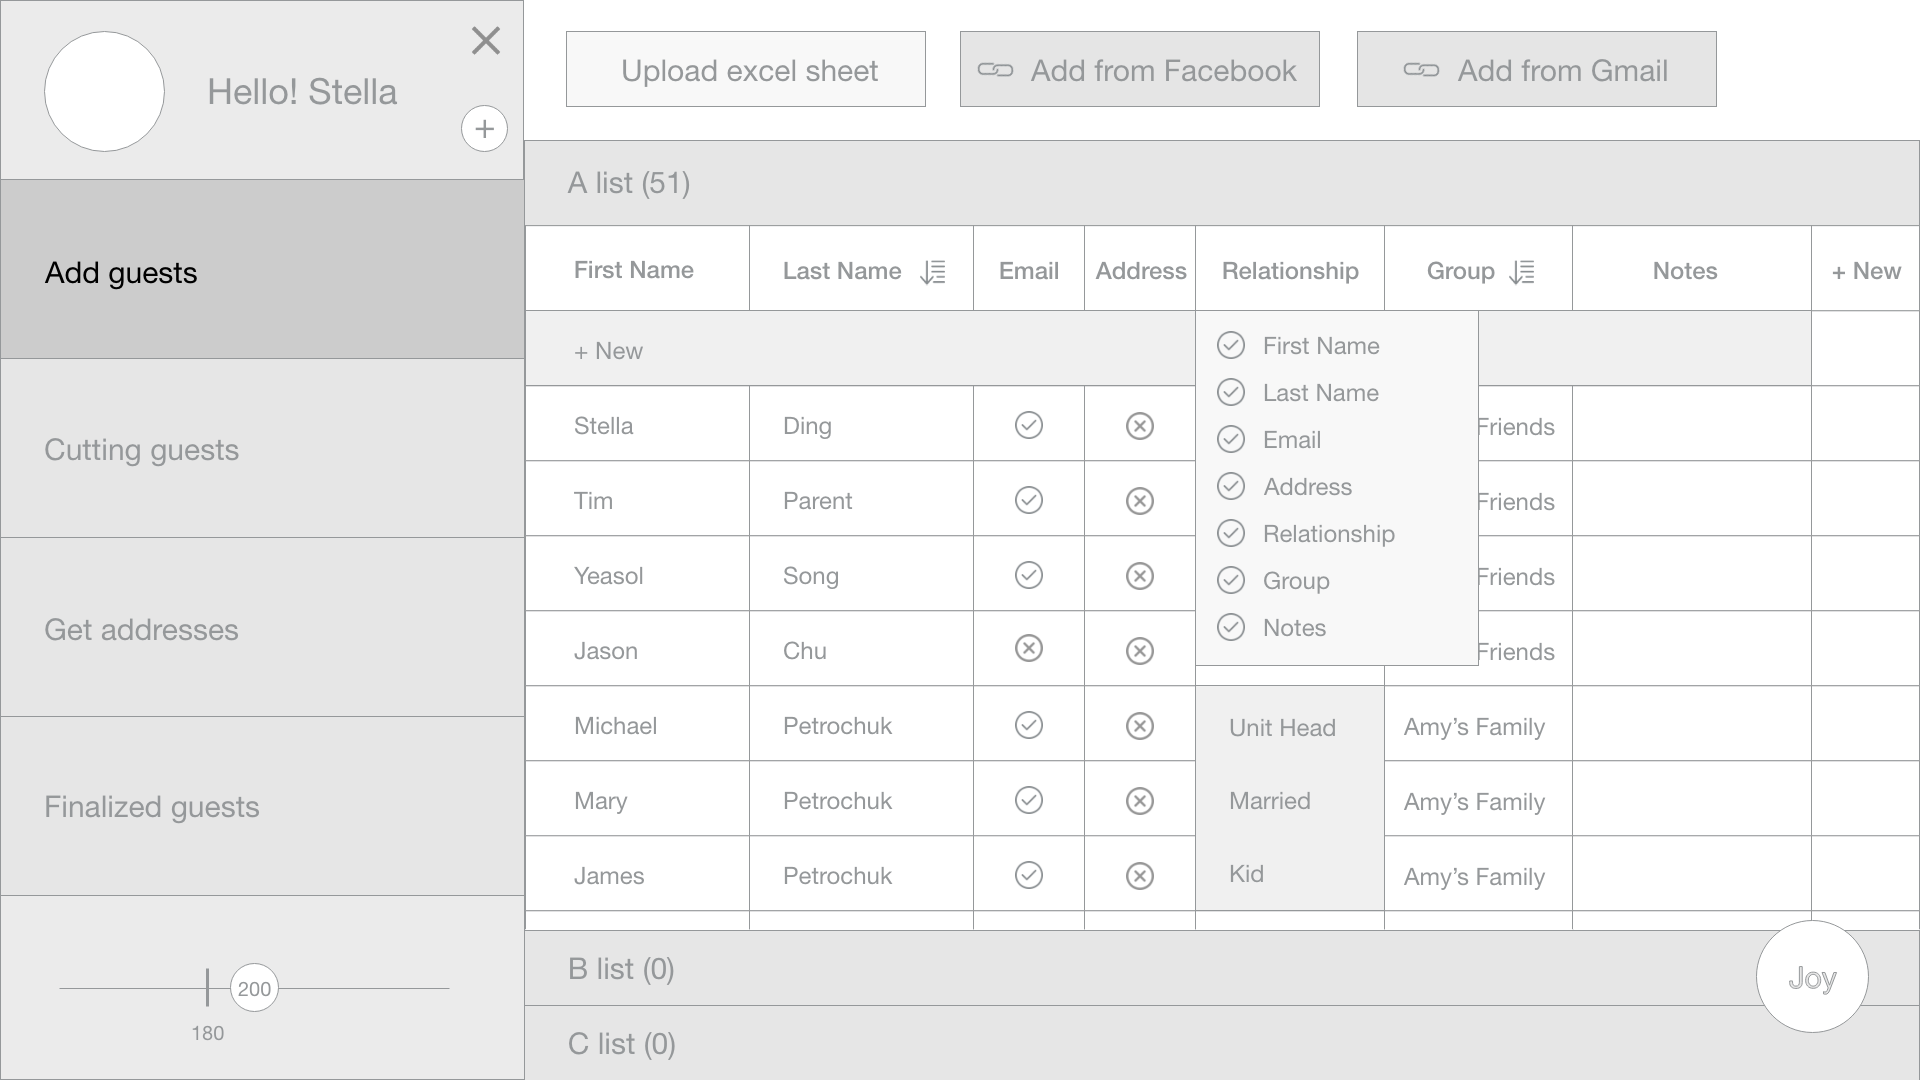 Hello! Stella
Add guests
Cutting guests
Get addresses
Finalized guests
200
180
Upload excel sheet
Add from Facebook
Add from Gmail
A list (51)
First Name Last Name Email Address Relationship Group Notes + New
+ New
First Name
Last Name
Email
Address
Relationship
Group
Notes
Stella Ding Friends
Tim Parent Friends
Yeasol Song Friends
Jason Chu Friends
Michael Petrochuk Unit Head Amy’s Family
Mary Petrochuk Married Amy’s Family
James Petrochuk Kid Amy’s Family
B list (0)
Joy
C list (0)